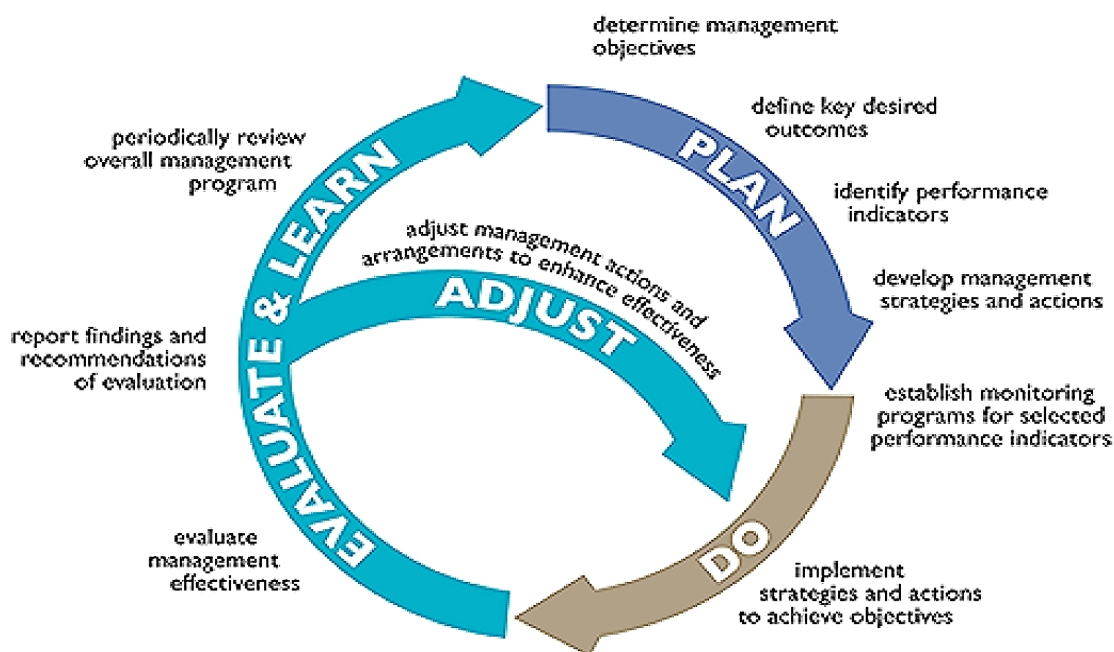 determine management
objectives
define key desired
outcomes
PLAN
identify performance
indicators
develop management
strategies and actions
establish monitoring
programs for selected
performance indicators
DO
implement
strategies and actions
to achieve objectives
evaluate
management
effectiveness
EVALUATE & LEARN
report findings and
recommendations
of evaluation
periodically review
overall management
program
adjust management actions and
arrangements to enhance effectiveness
ADJUST